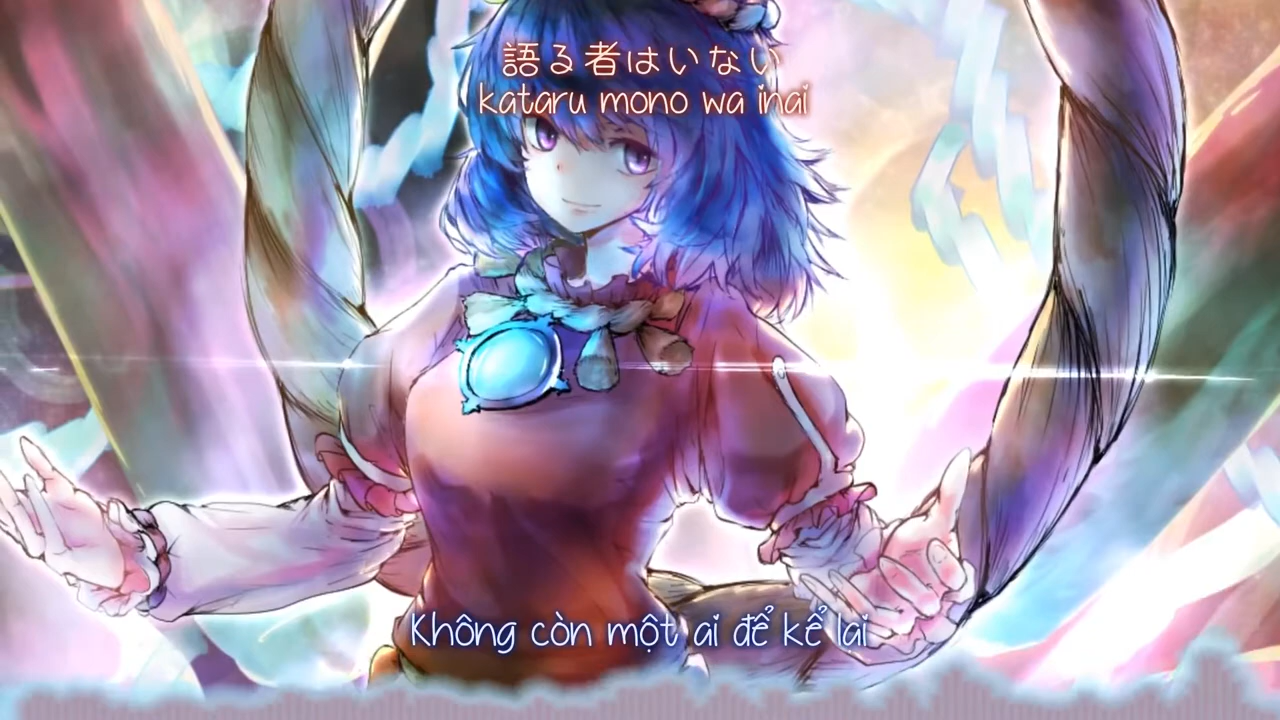 語る者はいない
kataru mono wa inai
Không còn một ai để kể lại